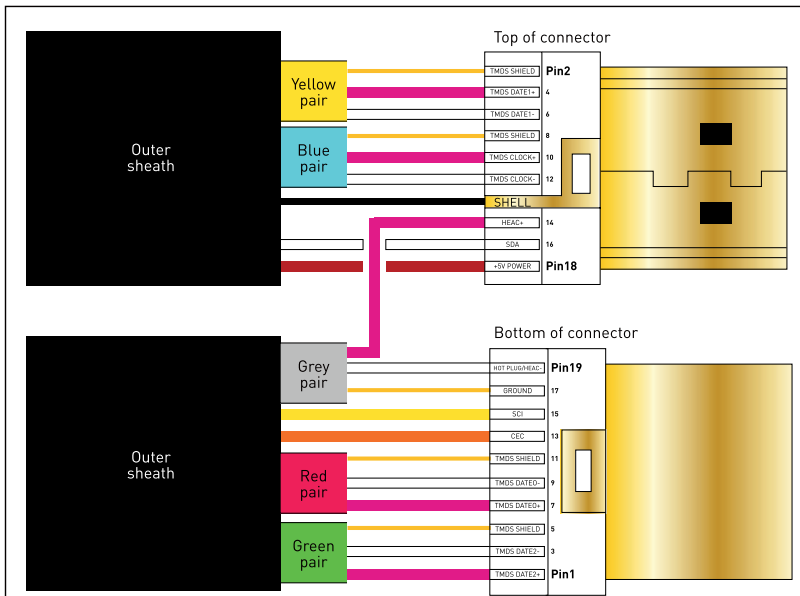 Top of connector
Outer
sheath
Yellow
pair
Blue
pair
TMDS SHIELD Pin2
TMDS DATE1+ 4
TMDS DATE1- 6
TMDS SHIELD 8
TMDS CLOCK+ 10
TMDS CLOCK- 12
SHELL
HEAC+ 14
SDA 16
+5V POWER Pin18
Bottom of connector
Outer
sheath
Grey
pair
Red
pair
Green
pair
HOT PLUG/HEAC- Pin19
GROUND 17
SCI 15
CEC 13
TMDS SHIELD 11
TMDS DATE0- 9
TMDS DATE0+ 7
TMDS SHIELD 5
TMDS DATE2- 3
TMDS DATE2+ Pin1